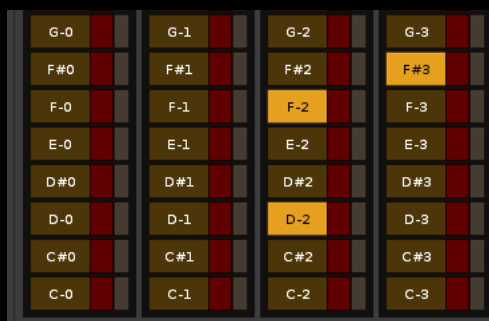 G-0 G-1 G-2 G-3
F#0 F#1 F#2 F#3
F-0 F-1 F-2 F-3
E-0 E-1 E-2 E-3
D#0 D#1 D#2 D#3
D-0 D-1 D-2 D-3
C#0 C#1 C#2 C#3
C-0 C-1 C-2 C-3